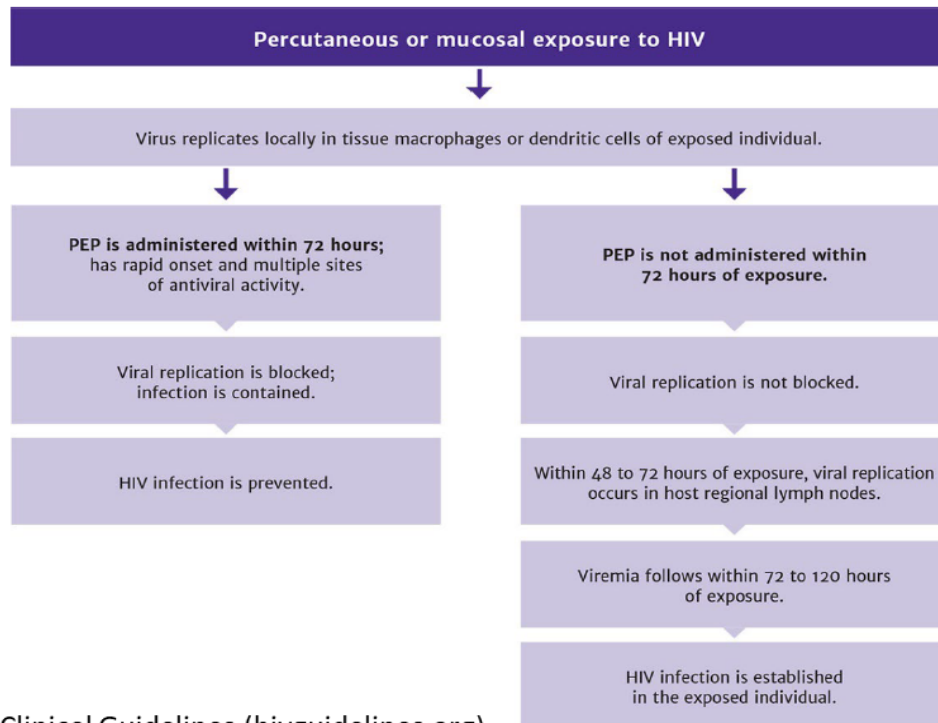 Percutaneous or mucosal exposure to HIV
Virus replicates locally in tissue macrophages or dendritic cells of exposed individual.
PEP is administered within 72 hours;
has rapid onset and multiple sites
of antiviral activity.
Viral replication is blocked;
infection is contained.
HIV infection is prevented.
PEP is not administered within
72 hours of exposure.
Viral replication is not blocked.
Within 48 to 72 hours of exposure, viral replication
occurs in host regional lymph nodes.
Viremia follows within 72 to 120 hours
of exposure.
HIV infection is established
in the exposed individual.
Clinical Guidelines (hivguidelines.org)